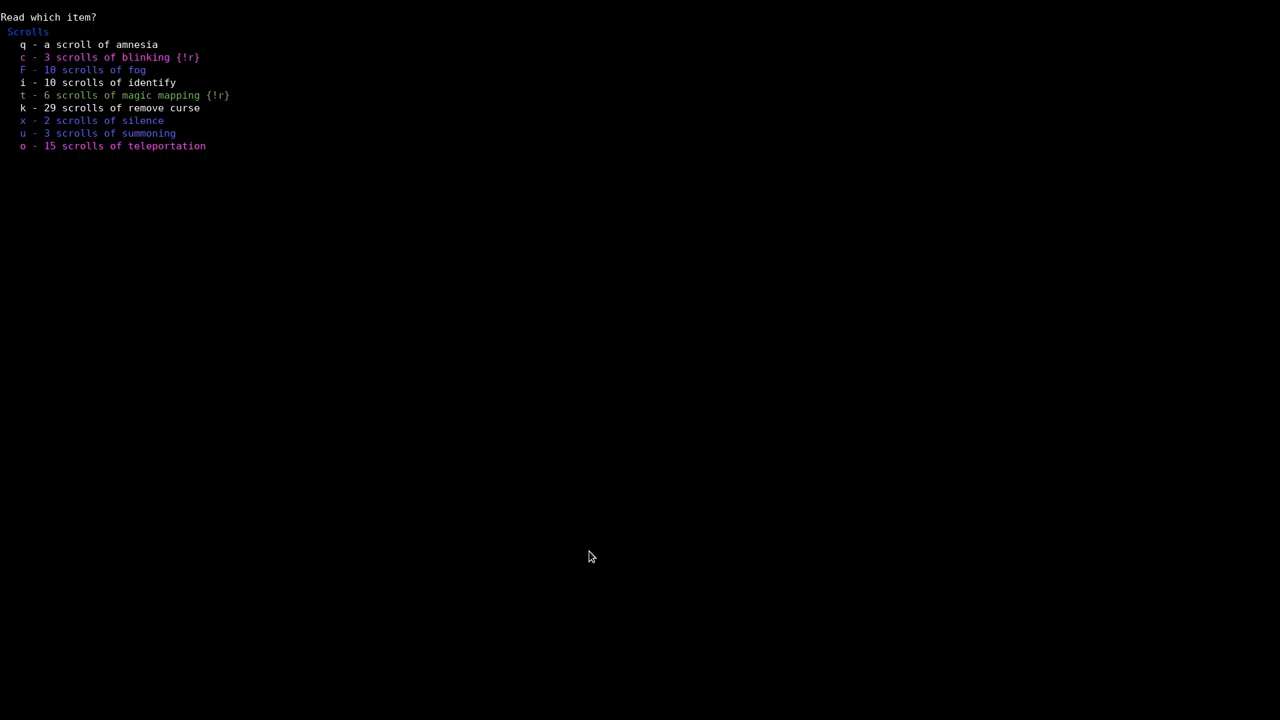 Read which item?
Scrolls
q - a scroll of amnesia
c - 3 scrolls of blinking {!r}
F - 10 scrolls of fog
i - 10 scrolls of identify
t - 6 scrolls of magic mapping {!r}
k - 29 scrolls of remove curse
x - 2 scrolls of silence
u - 3 scrolls of summoning
o - 15 scrolls of teleportation